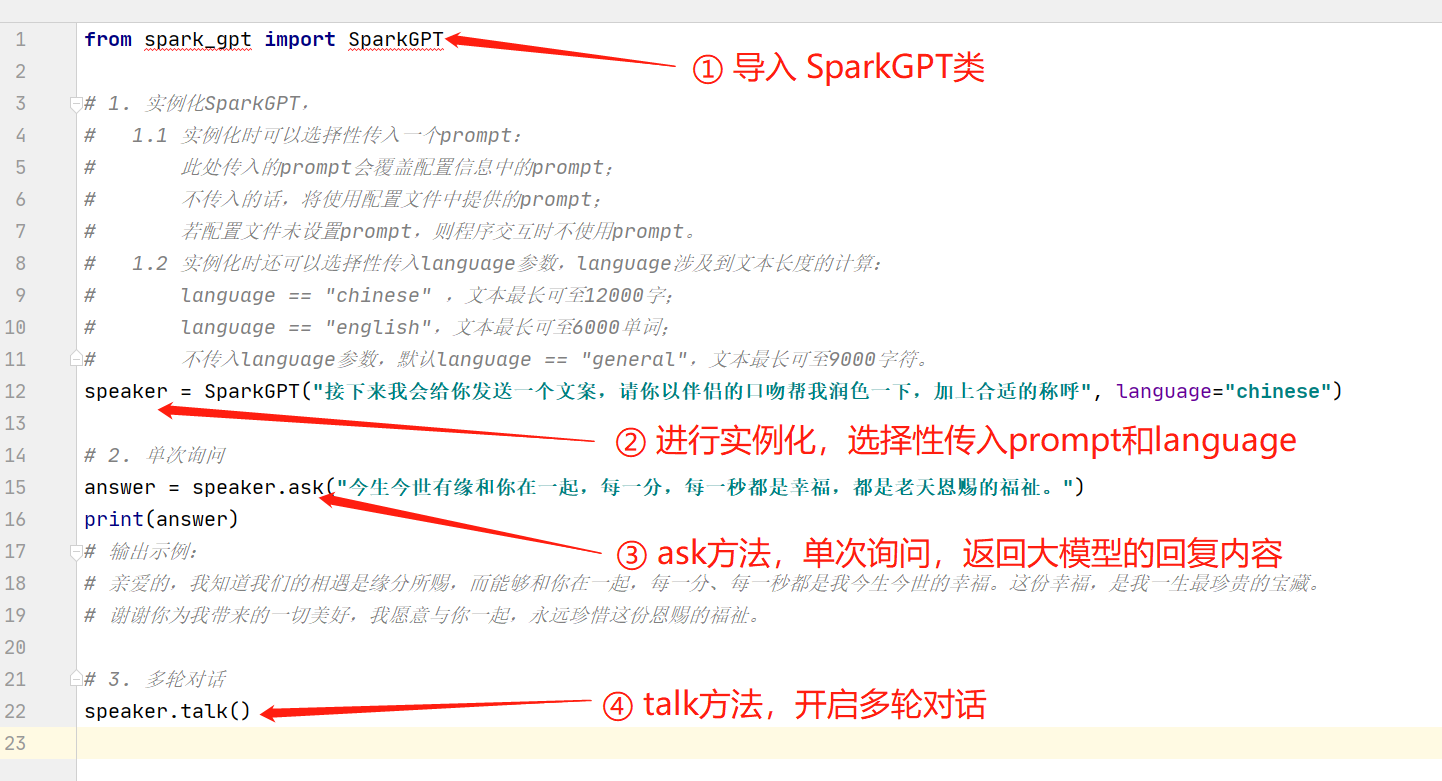 1 from spark_gpt import SparkGPT
① 导入 SparkGPT类
2
3 # 1. 实例化SparkGPT，
4 #   1.1 实例化时可以选择性传入一个prompt：
5 #       此处传入的prompt会覆盖配置信息中的prompt；
6 #       不传入的话，将使用配置文件中提供的prompt；
7 #       若配置文件未设置prompt，则程序交互时不使用prompt。
8 #   1.2 实例化时还可以选择性传入language参数，language涉及到文本长度的计算：
9 #       language == "chinese" ，文本最长可至12000字；
10 #       language == "english"，文本最长可至6000单词；
11 #       不传入language参数，默认language == "general"，文本最长可至9000字符。
12 speaker = SparkGPT("接下来我会给你发送一个文案，请你以伴侣的口吻帮我润色一下，加上合适的称呼", language="chinese")
13
② 进行实例化，选择性传入prompt和language
14 # 2. 单次询问
15 answer = speaker.ask("今生今世有缘和你在一起，每一分，每一秒都是幸福，都是老天恩赐的福祉。")
16 print(answer)
17 # 输出示例：
③ ask方法，单次询问，返回大模型的回复内容
18 # 亲爱的，我知道我们的相遇是缘分所赐，而能够和你在一起，每一分、每一秒都是我今生今世的幸福。这份幸福，是我一生最珍贵的宝藏。
19 # 谢谢你为我带来的一切美好，我愿意与你一起，永远珍惜这份恩赐的福祉。
20
21 # 3. 多轮对话
22 speaker.talk()
④ talk方法，开启多轮对话
23